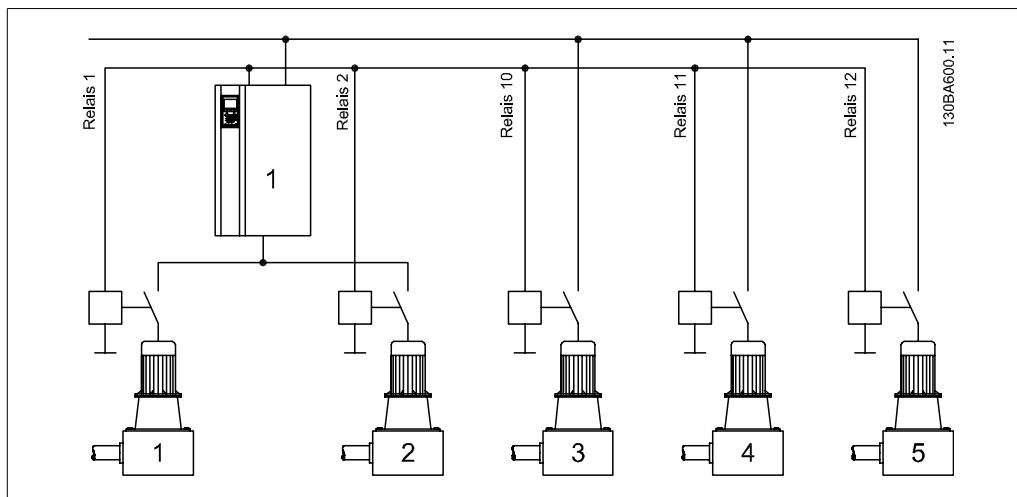 Relais 1
Relais 2
Relais 10
Relais 11
Relais 12
130BA600.11
1
1
2
3
4
5